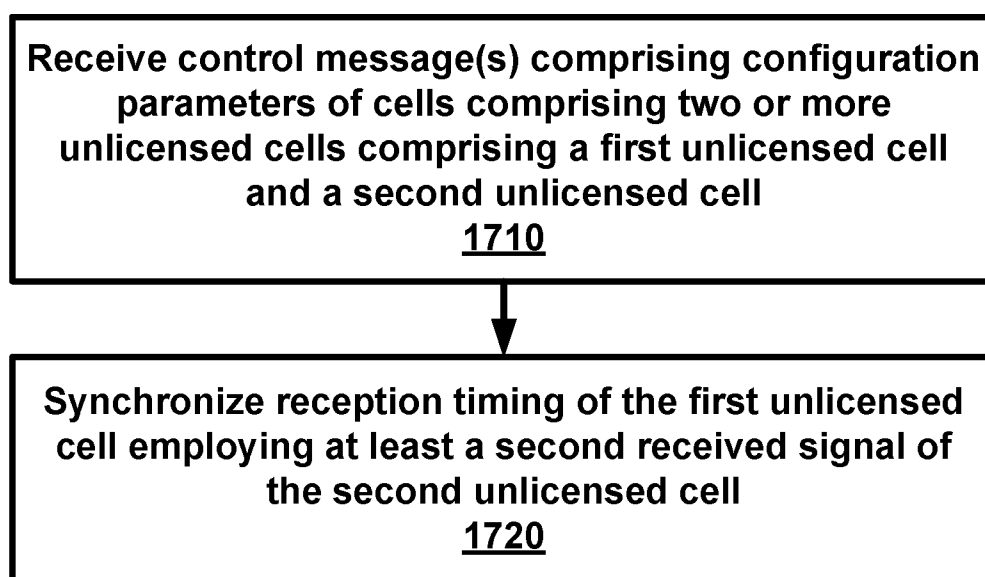 Receive control message(s) comprising configuration
parameters of cells comprising two or more
unlicensed cells comprising a first unlicensed cell
and a second unlicensed cell
1710
Synchronize reception timing of the first unlicensed
cell employing at least a second received signal of
the second unlicensed cell
1720